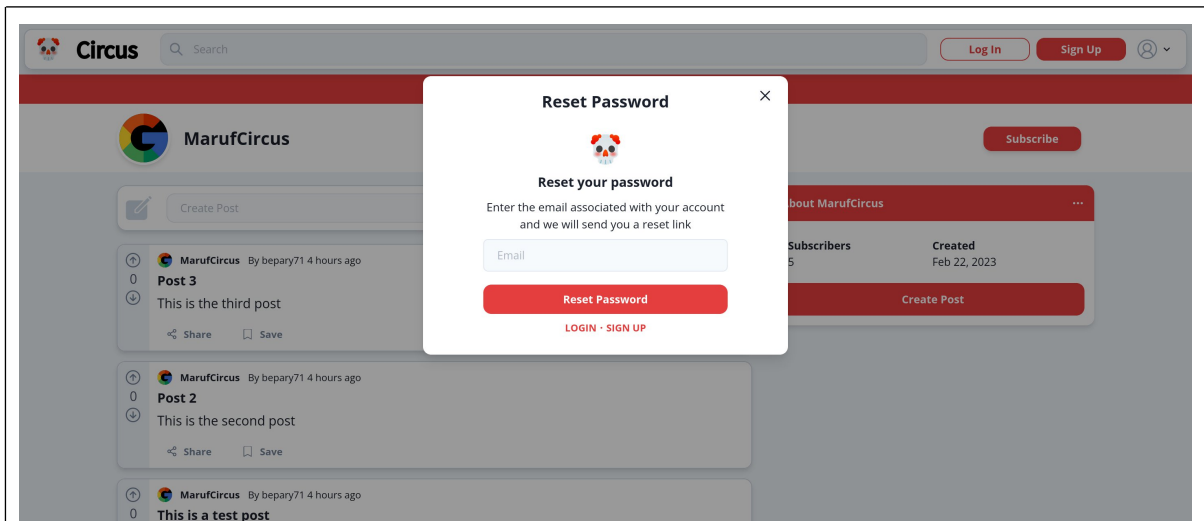 Circus
Search
Log In
Sign Up
Reset Password
MarufCircus
Subscribe
Reset your password
Enter the email associated with your account
and we will send you a reset link
Email
Reset Password
LOGIN · SIGN UP
Create Post
MarufCircus By bepary71 4 hours ago
0
Post 3
This is the third post
Share Save
MarufCircus By bepary71 4 hours ago
0
Post 2
This is the second post
Share Save
MarufCircus By bepary71 4 hours ago
0
This is a test post
bout MarufCircus
Subscribers Created
5 Feb 22, 2023
Create Post